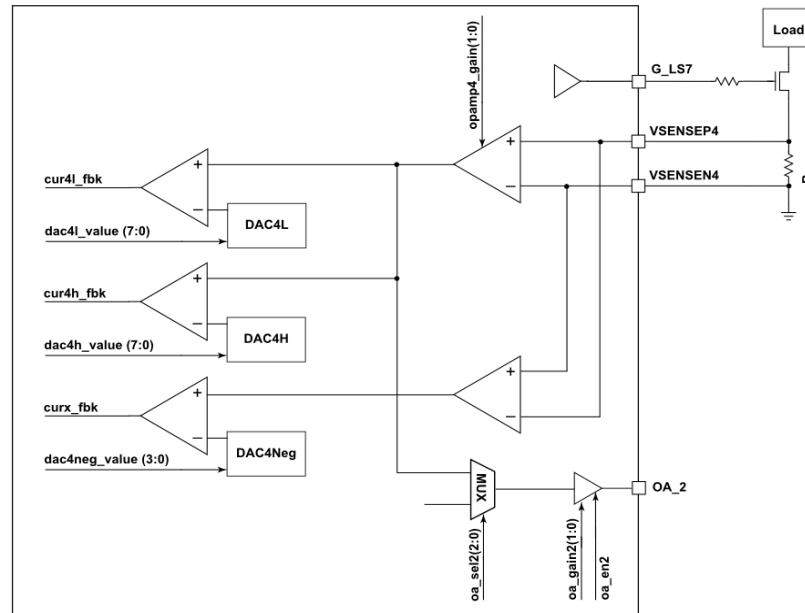 Load
G_LS7
opamp4_gain(1:0)
VSENSEP4
+
+
cur4l_fbk
VSENSEN4
−
−
DAC4L
dac4l_value (7:0)
+
cur4h_fbk
−
DAC4H
dac4h_value (7:0)
+
+
curx_fbk
−
−
DAC4Neg
dac4neg_value (3:0)
MUX
OA_2
oa_sel2(2:0)
oa_gain2(1:0)
oa_en2